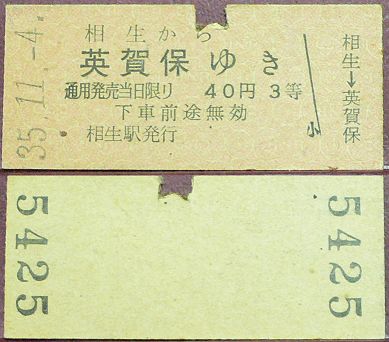 35.11.-4.
相生から
英賀保ゆき
通用発売当日限り 40円 3等
下車前途無効
相生駅発行
小
相生→英賀保
5425
5425